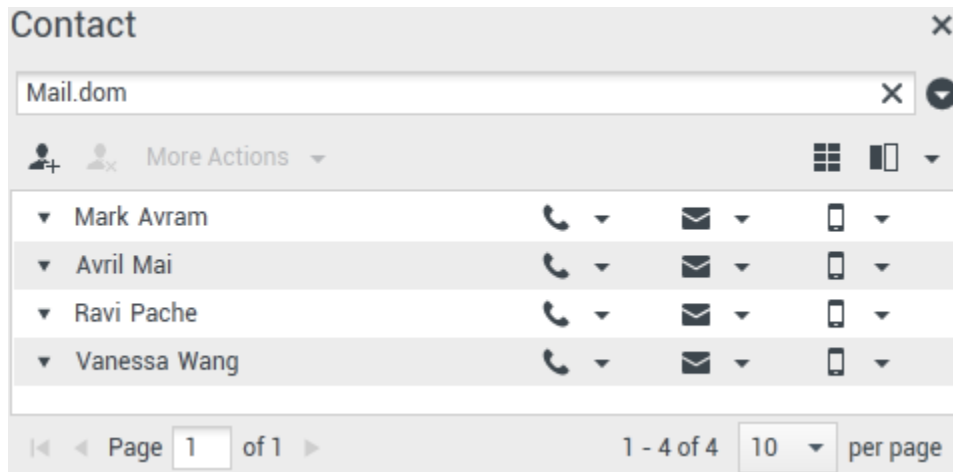 Contact
Mail.dom
More Actions
Mark Avram
Avril Mai
Ravi Pache
Vanessa Wang
Page 1 of 1 1 - 4 of 4 10 per page